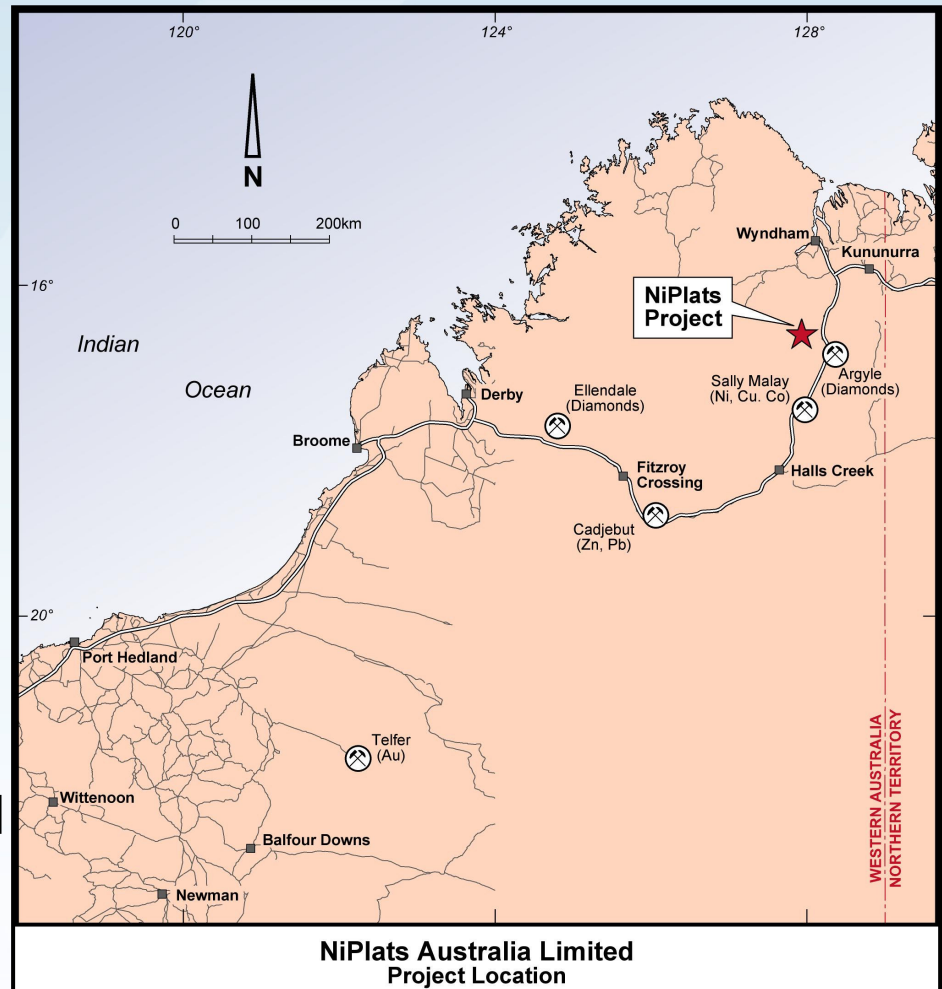 120°
124°
128°
N
0 100 200km
Wyndham
Kununurra
16°
NiPlats
Project
Indian
Ocean
Argyle
(Diamonds)
Sally Malay
(Ni, Cu. Co)
Ellendale
(Diamonds)
Derby
Broome
Fitzroy
Crossing
Halls Creek
Cadjebut
(Zn, Pb)
20°
Port Hedland
Telfer
(Au)
WESTERN AUSTRALIA
NORTHERN TERRITORY
Wittenoon
Balfour Downs
Newman
NiPlats Australia Limited
Project Location